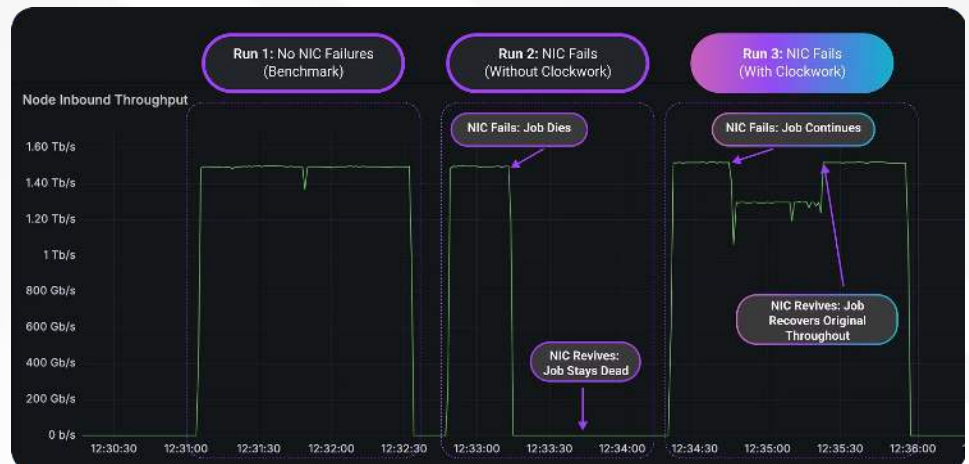 Run 1: No NIC Failures
(Benchmark)
Run 2: NIC Fails
(Without Clockwork)
Run 3: NIC Fails
(With Clockwork)
Node Inbound Throughput
NIC Fails: Job Dies
NIC Fails: Job Continues
1.60 Tb/s
1.40 Tb/s
1.20 Tb/s
1 Tb/s
800 Gb/s
600 Gb/s
400 Gb/s
200 Gb/s
0 b/s
NIC Revives: Job
Recovers Original
Throughout
NIC Revives:
Job Stays Dead
12:30:30
12:31:00
12:31:30
12:32:00
12:32:30
12:33:00
12:33:30
12:34:00
12:34:30
12:35:00
12:35:30
12:36:00